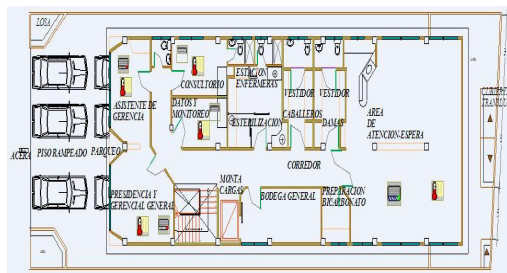 LOSA
CONSULTORIO
ESTACION
ENFERMERAS
ASISTENTE DE
GERENCIA
DATOS Y
MONITOREO
ESTERILIZACION
VESTIDOR
CABALLEROS
VESTIDOR
DAMAS
AREA
DE
ATENCION-ESPERA
ACERA
PISO RAMPEADO
PARQUEO
CORREDOR
MONTA
CARGAS
PRESIDENCIA Y
GERENCIAL GENERAL
BODEGA GENERAL
PREPARACION
BICARBONATO